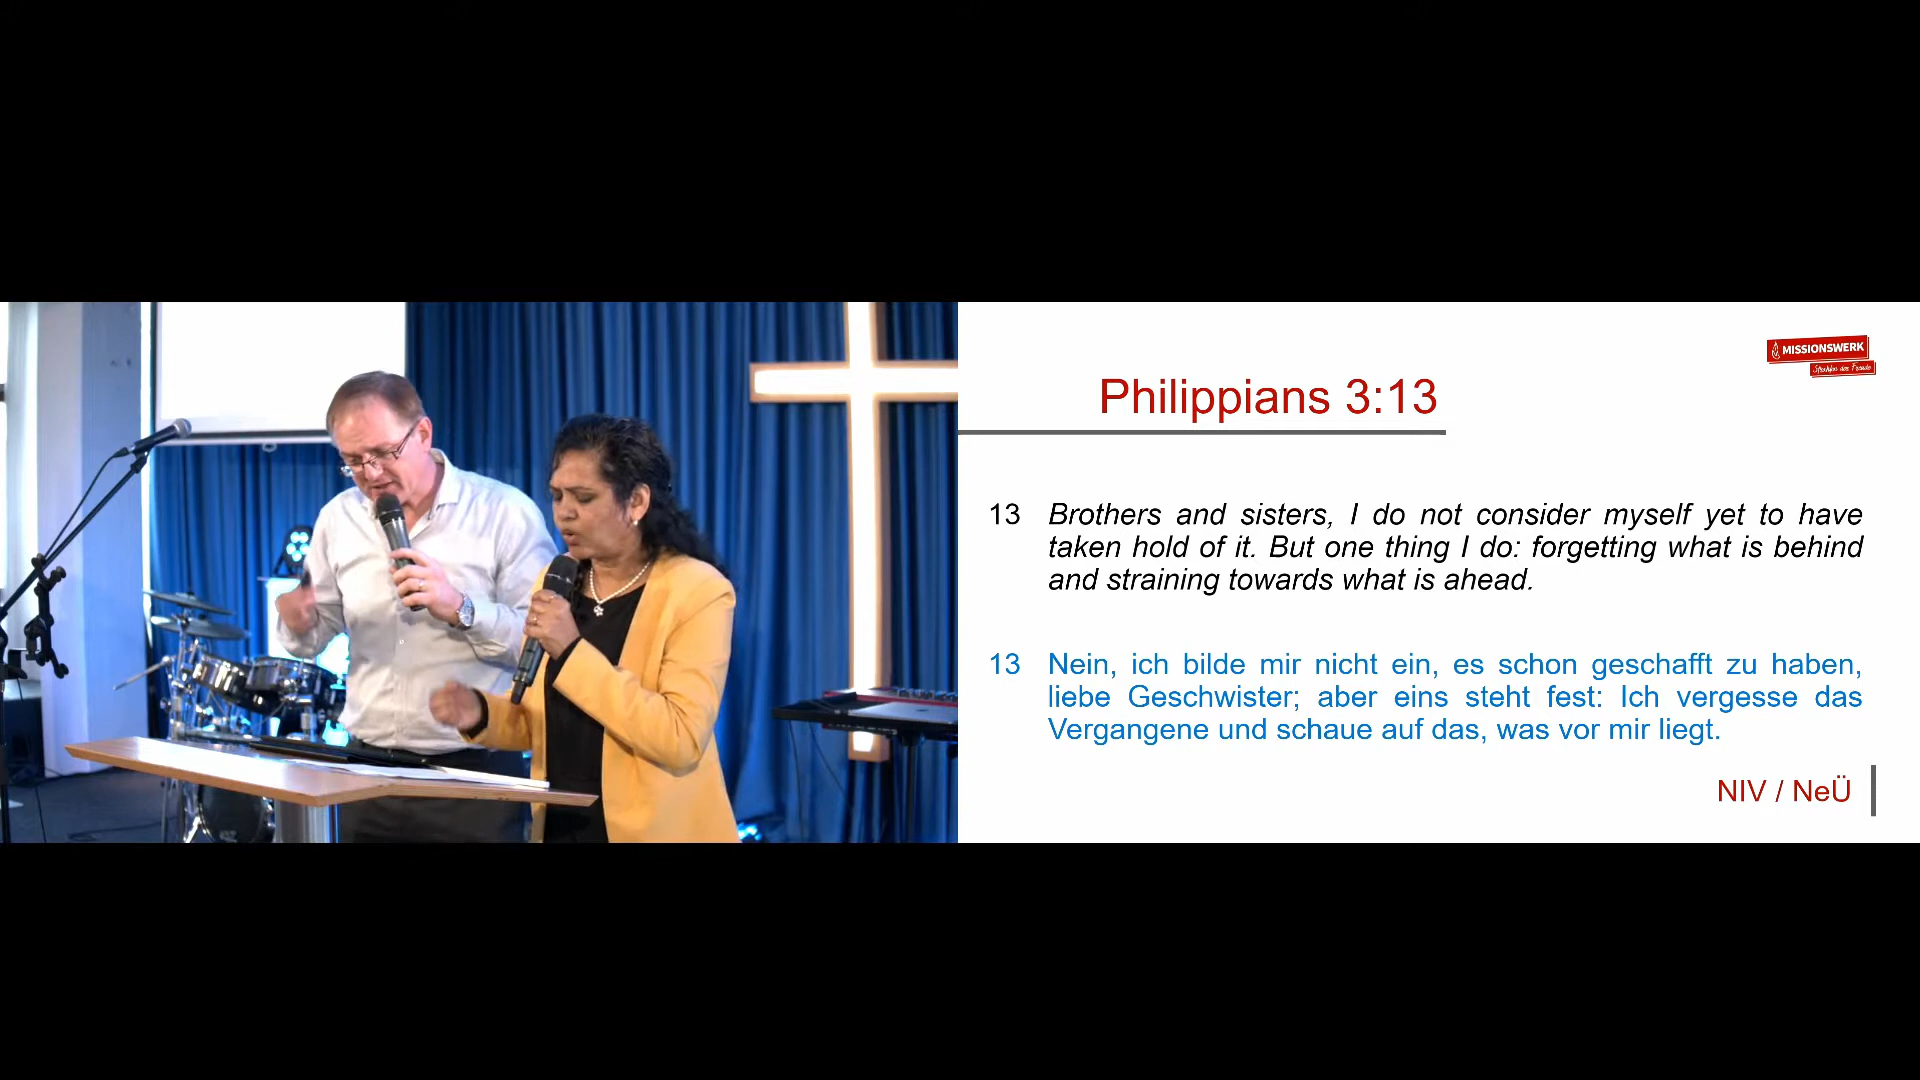 MISSIONSWERK
Strahlen der Freude
Philippians 3:13
13 Brothers and sisters, I do not consider myself yet to have
taken hold of it. But one thing I do: forgetting what is behind
and straining towards what is ahead.
13 Nein, ich bilde mir nicht ein, es schon geschafft zu haben,
liebe Geschwister; aber eins steht fest: Ich vergesse das
Vergangene und schaue auf das, was vor mir liegt.
NIV / NeÜ